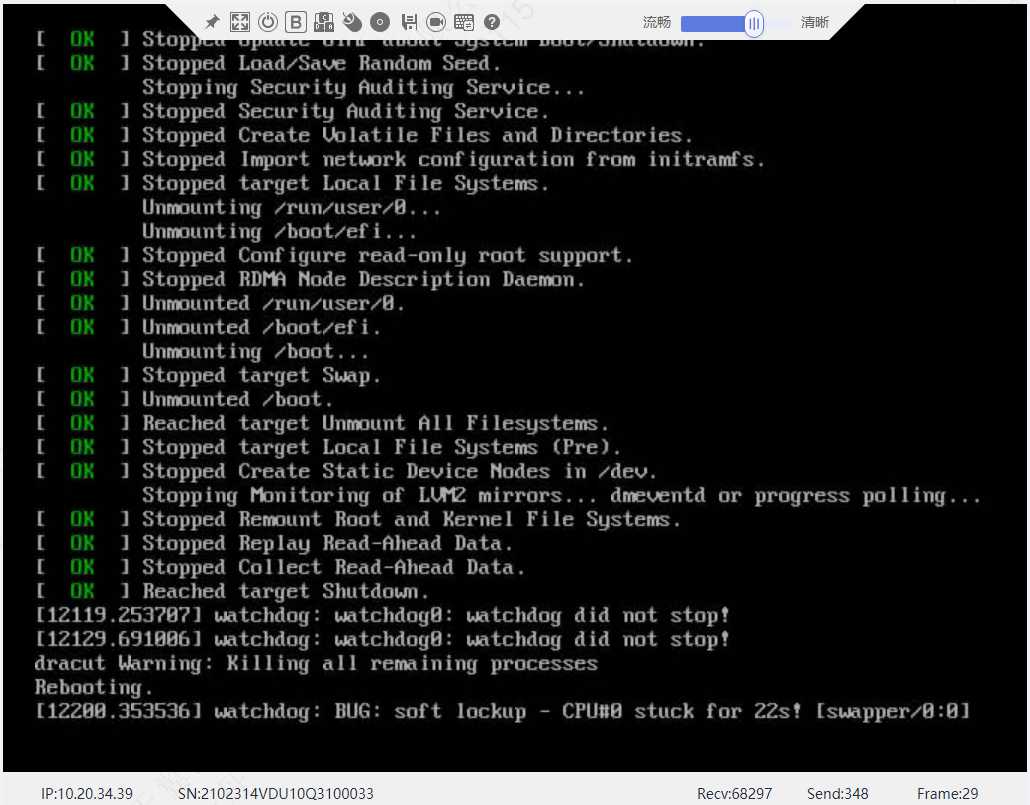 流畅 清晰
[  OK  ] Stopped Update UTMP about System Boot/Shutdown.
[  OK  ] Stopped Load/Save Random Seed.
Stopping Security Auditing Service...
[  OK  ] Stopped Security Auditing Service.
[  OK  ] Stopped Create Volatile Files and Directories.
[  OK  ] Stopped Import network configuration from initramfs.
[  OK  ] Stopped target Local File Systems.
Unmounting /run/user/0...
Unmounting /boot/efi...
[  OK  ] Stopped Configure read-only root support.
[  OK  ] Stopped RDMA Node Description Daemon.
[  OK  ] Unmounted /run/user/0.
[  OK  ] Unmounted /boot/efi.
Unmounting /boot...
[  OK  ] Stopped target Swap.
[  OK  ] Unmounted /boot.
[  OK  ] Reached target Unmount All Filesystems.
[  OK  ] Stopped target Local File Systems (Pre).
[  OK  ] Stopped Create Static Device Nodes in /dev.
Stopping Monitoring of LVM2 mirrors... dmeventd or progress polling...
[  OK  ] Stopped Remount Root and Kernel File Systems.
[  OK  ] Stopped Replay Read-Ahead Data.
[  OK  ] Stopped Collect Read-Ahead Data.
[  OK  ] Reached target Shutdown.
[12119.253707] watchdog: watchdog0: watchdog did not stop!
[12129.691006] watchdog: watchdog0: watchdog did not stop!
dracut Warning: Killing all remaining processes
Rebooting.
[12200.353536] watchdog: BUG: soft lockup - CPU#0 stuck for 22s! [swapper/0:0]
IP:10.20.34.39 SN:2102314VDU10Q3100033 Recv:68297 Send:348 Frame:29